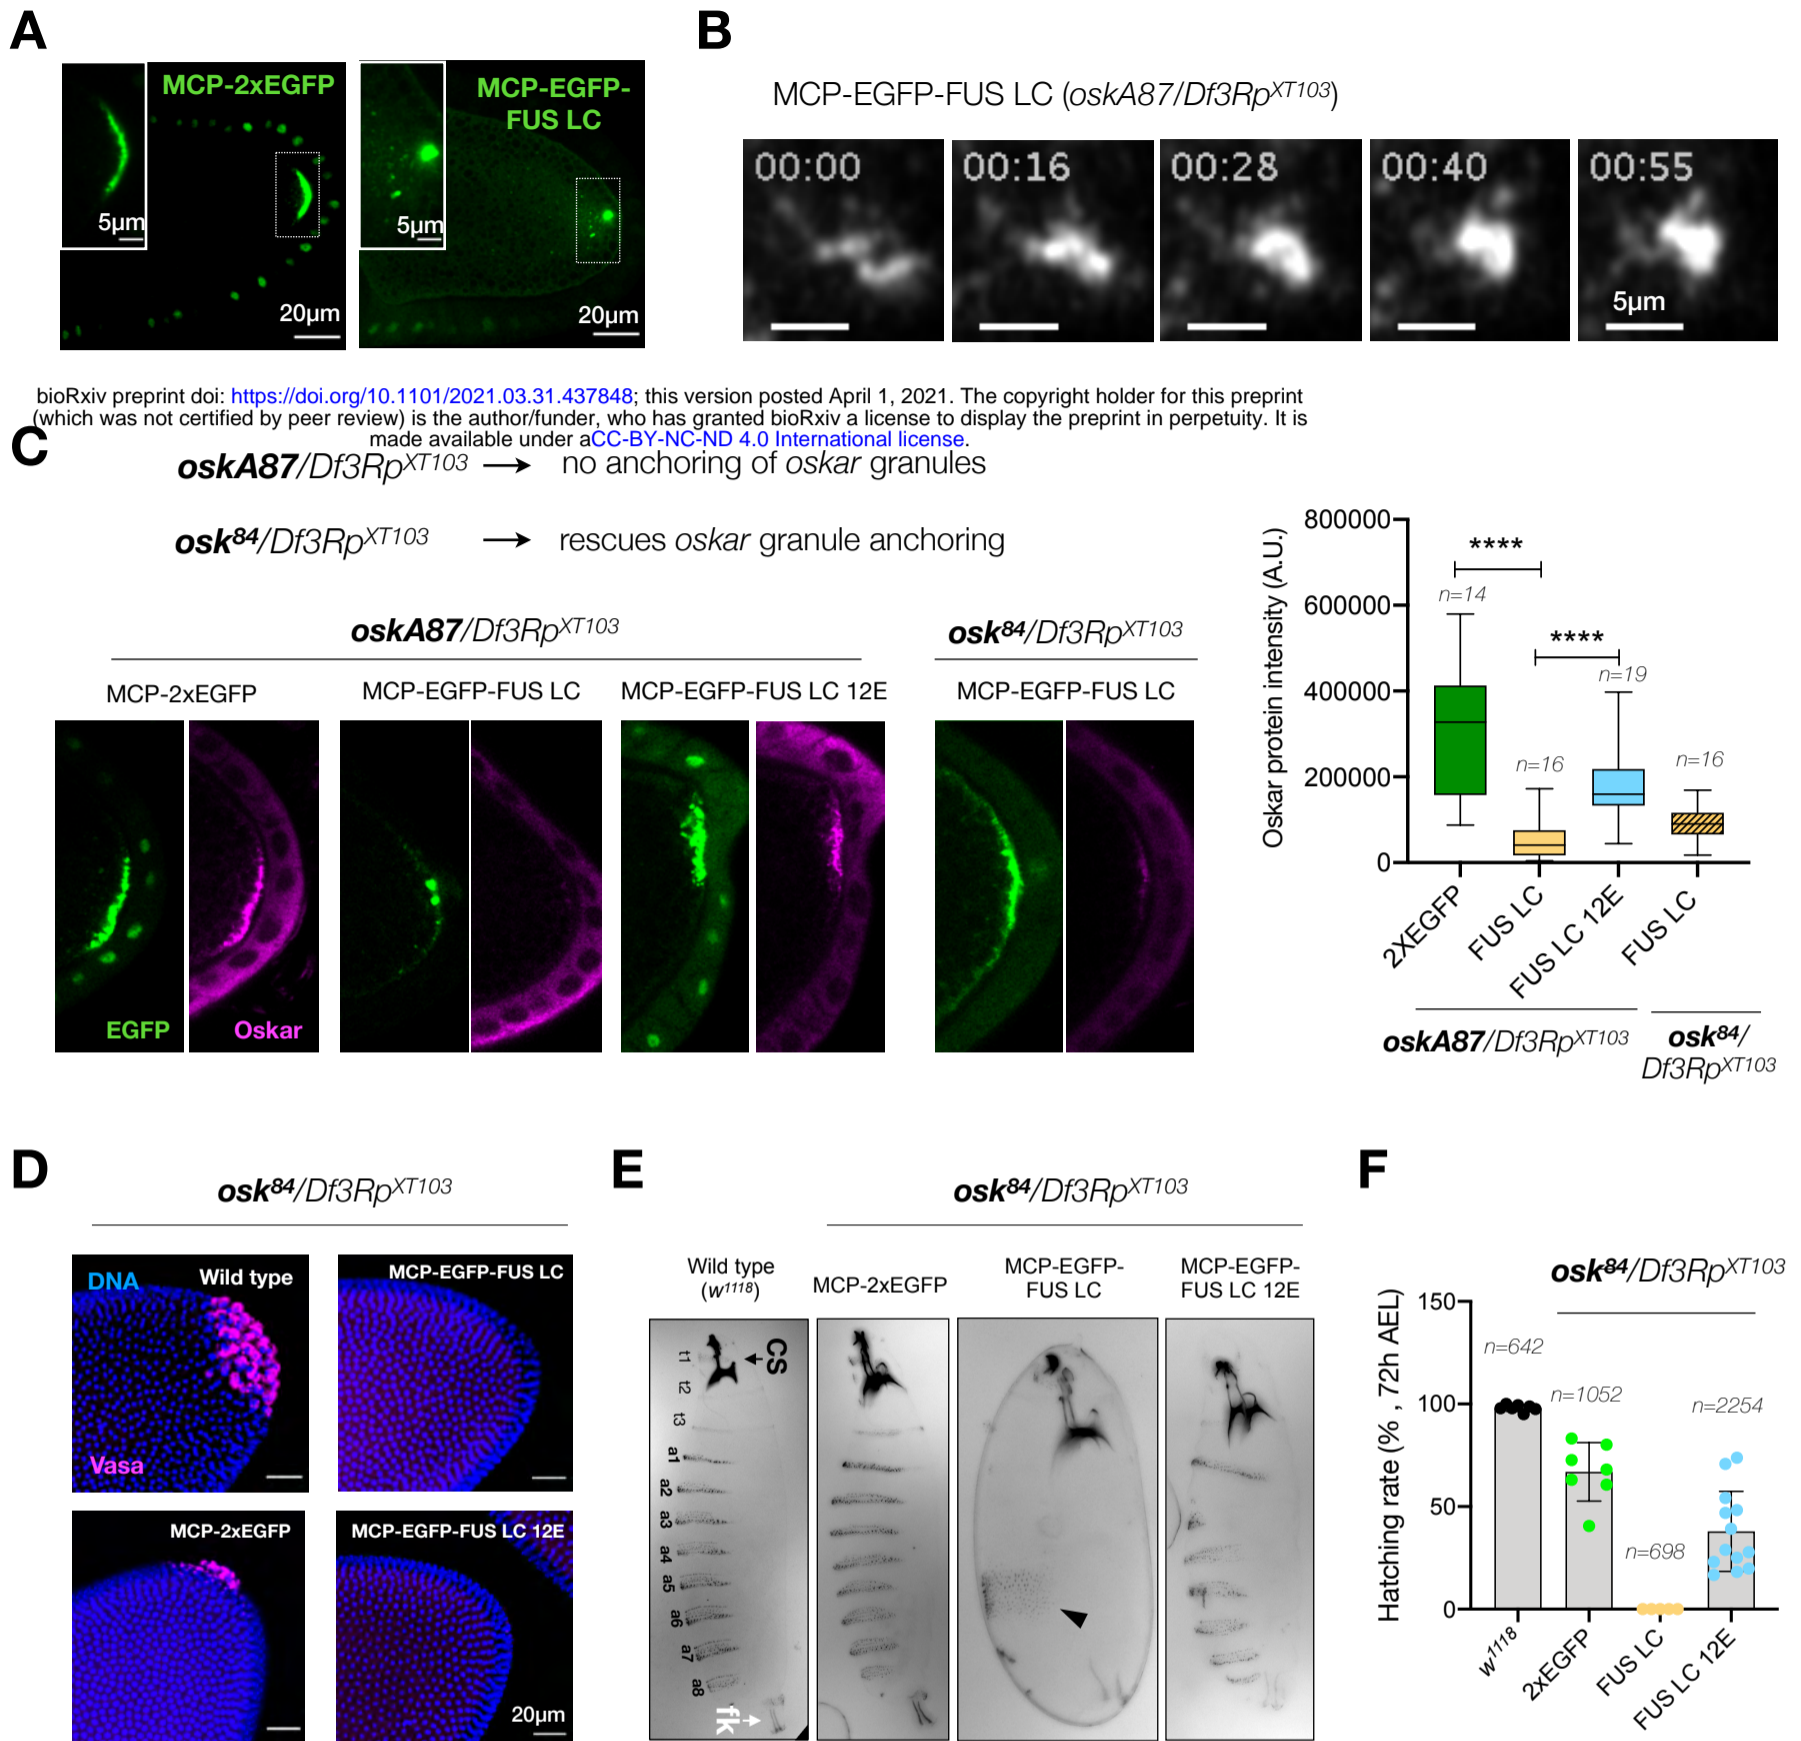 A
MCP-2xEGFP
5µm
20µm
MCP-EGFP-
FUS LC
5µm
20µm
B
MCP-EGFP-FUS LC (oskA87/Df3RpXT103)
00:00
00:16
00:28
00:40
00:55
5µm
bioRxiv preprint doi: https://doi.org/10.1101/2021.03.31.437848; this version posted April 1, 2021. The copyright holder for this preprint
(which was not certified by peer review) is the author/funder, who has granted bioRxiv a license to display the preprint in perpetuity. It is
made available under aCC-BY-NC-ND 4.0 International license.
C
oskA87/Df3RpXT103 → no anchoring of oskar granules
osk84/Df3RpXT103 → rescues oskar granule anchoring
oskA87/Df3RpXT103
osk84/Df3RpXT103
MCP-2xEGFP
MCP-EGFP-FUS LC
MCP-EGFP-FUS LC 12E
MCP-EGFP-FUS LC
EGFP
Oskar
Oskar protein intensity (A.U.)
800000
600000
400000
200000
0
****
****
n=14
n=16
n=19
n=16
2XEGFP
FUS LC
FUS LC 12E
FUS LC
oskA87/Df3RpXT103
osk84/
Df3RpXT103
D
osk84/Df3RpXT103
DNA
Wild type
Vasa
MCP-EGFP-FUS LC
MCP-2xEGFP
MCP-EGFP-FUS LC 12E
20µm
E
osk84/Df3RpXT103
Wild type
(w1118)
MCP-2xEGFP
MCP-EGFP-
FUS LC
MCP-EGFP-
FUS LC 12E
CS
t1
t2
t3
a1
a2
a3
a4
a5
a6
a7
a8
fk
F
osk84/Df3RpXT103
Hatching rate (% , 72h AEL)
150
100
50
0
n=642
n=1052
n=698
n=2254
w1118
2xEGFP
FUS LC
FUS LC 12E